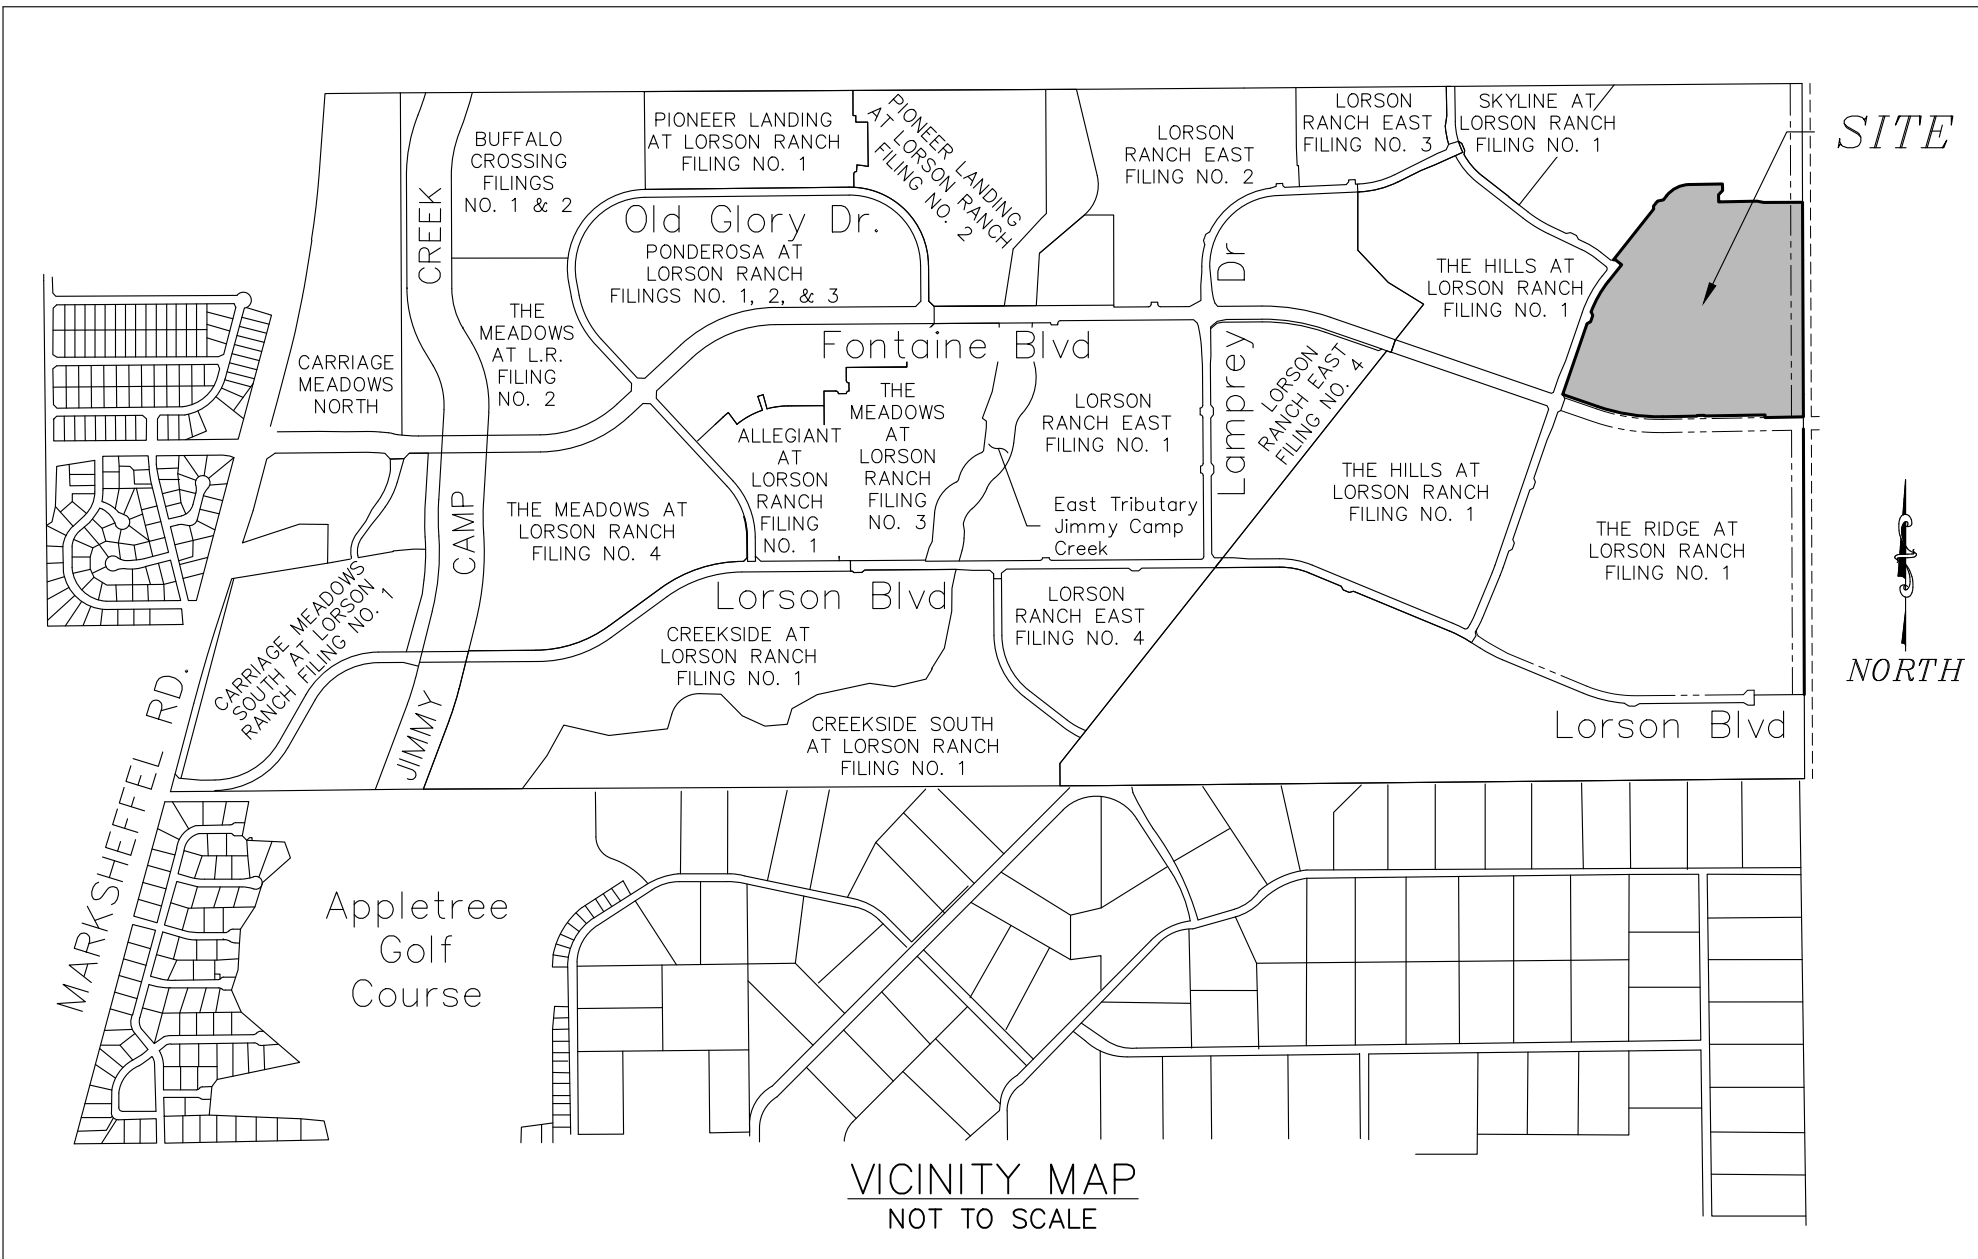 LORSON
RANCH EAST
FILING NO. 3
SKYLINE AT
LORSON RANCH
FILING NO. 1
SITE
BUFFALO
CROSSING
FILINGS
NO. 1 & 2
PIONEER LANDING
AT LORSON RANCH
FILING NO. 1
PIONEER LANDING
AT LORSON RANCH
FILING NO. 2
LORSON
RANCH EAST
FILING NO. 2
Old Glory Dr.
PONDEROSA AT
LORSON RANCH
FILINGS NO. 1, 2, & 3
THE HILLS AT
LORSON RANCH
FILING NO. 1
JIMMY CAMP CREEK
THE
MEADOWS
AT L.R.
FILING
NO. 2
CARRIAGE
MEADOWS
NORTH
Fontaine Blvd
Lamprey Dr
LORSON
RANCH EAST
FILING NO. 4
THE
MEADOWS
AT
LORSON
RANCH
FILING
NO. 3
LORSON
RANCH EAST
FILING NO. 1
ALLEGIANT
AT
LORSON
RANCH
FILING
NO. 1
THE HILLS AT
LORSON RANCH
FILING NO. 1
THE MEADOWS AT
LORSON RANCH
FILING NO. 4
East Tributary
Jimmy Camp
Creek
THE RIDGE AT
LORSON RANCH
FILING NO. 1
CARRIAGE MEADOWS
SOUTH AT LORSON
RANCH FILING NO. 1
Lorson Blvd
LORSON
RANCH EAST
FILING NO. 4
CREEKSIDE AT
LORSON RANCH
FILING NO. 1
NORTH
CREEKSIDE SOUTH
AT LORSON RANCH
FILING NO. 1
Lorson Blvd
MARKSHEFFEL RD.
Appletree
Golf
Course
VICINITY MAP
NOT TO SCALE